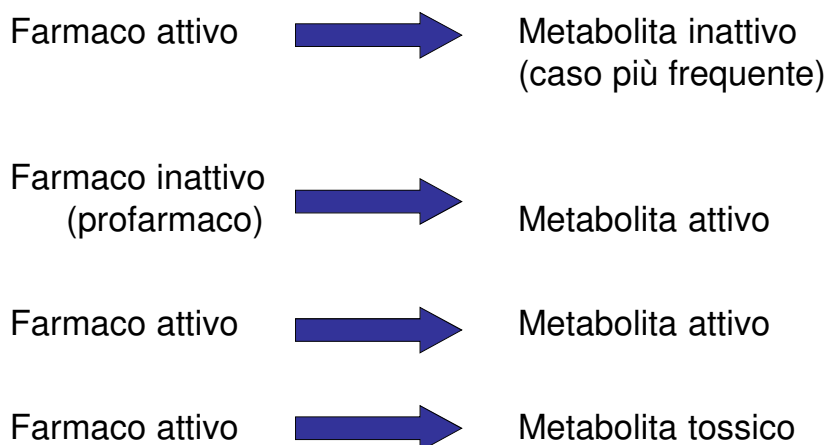 Farmaco attivo Metabolita inattivo
(caso più frequente)
Farmaco inattivo
(profarmaco) Metabolita attivo
Farmaco attivo Metabolita attivo
Farmaco attivo Metabolita tossico